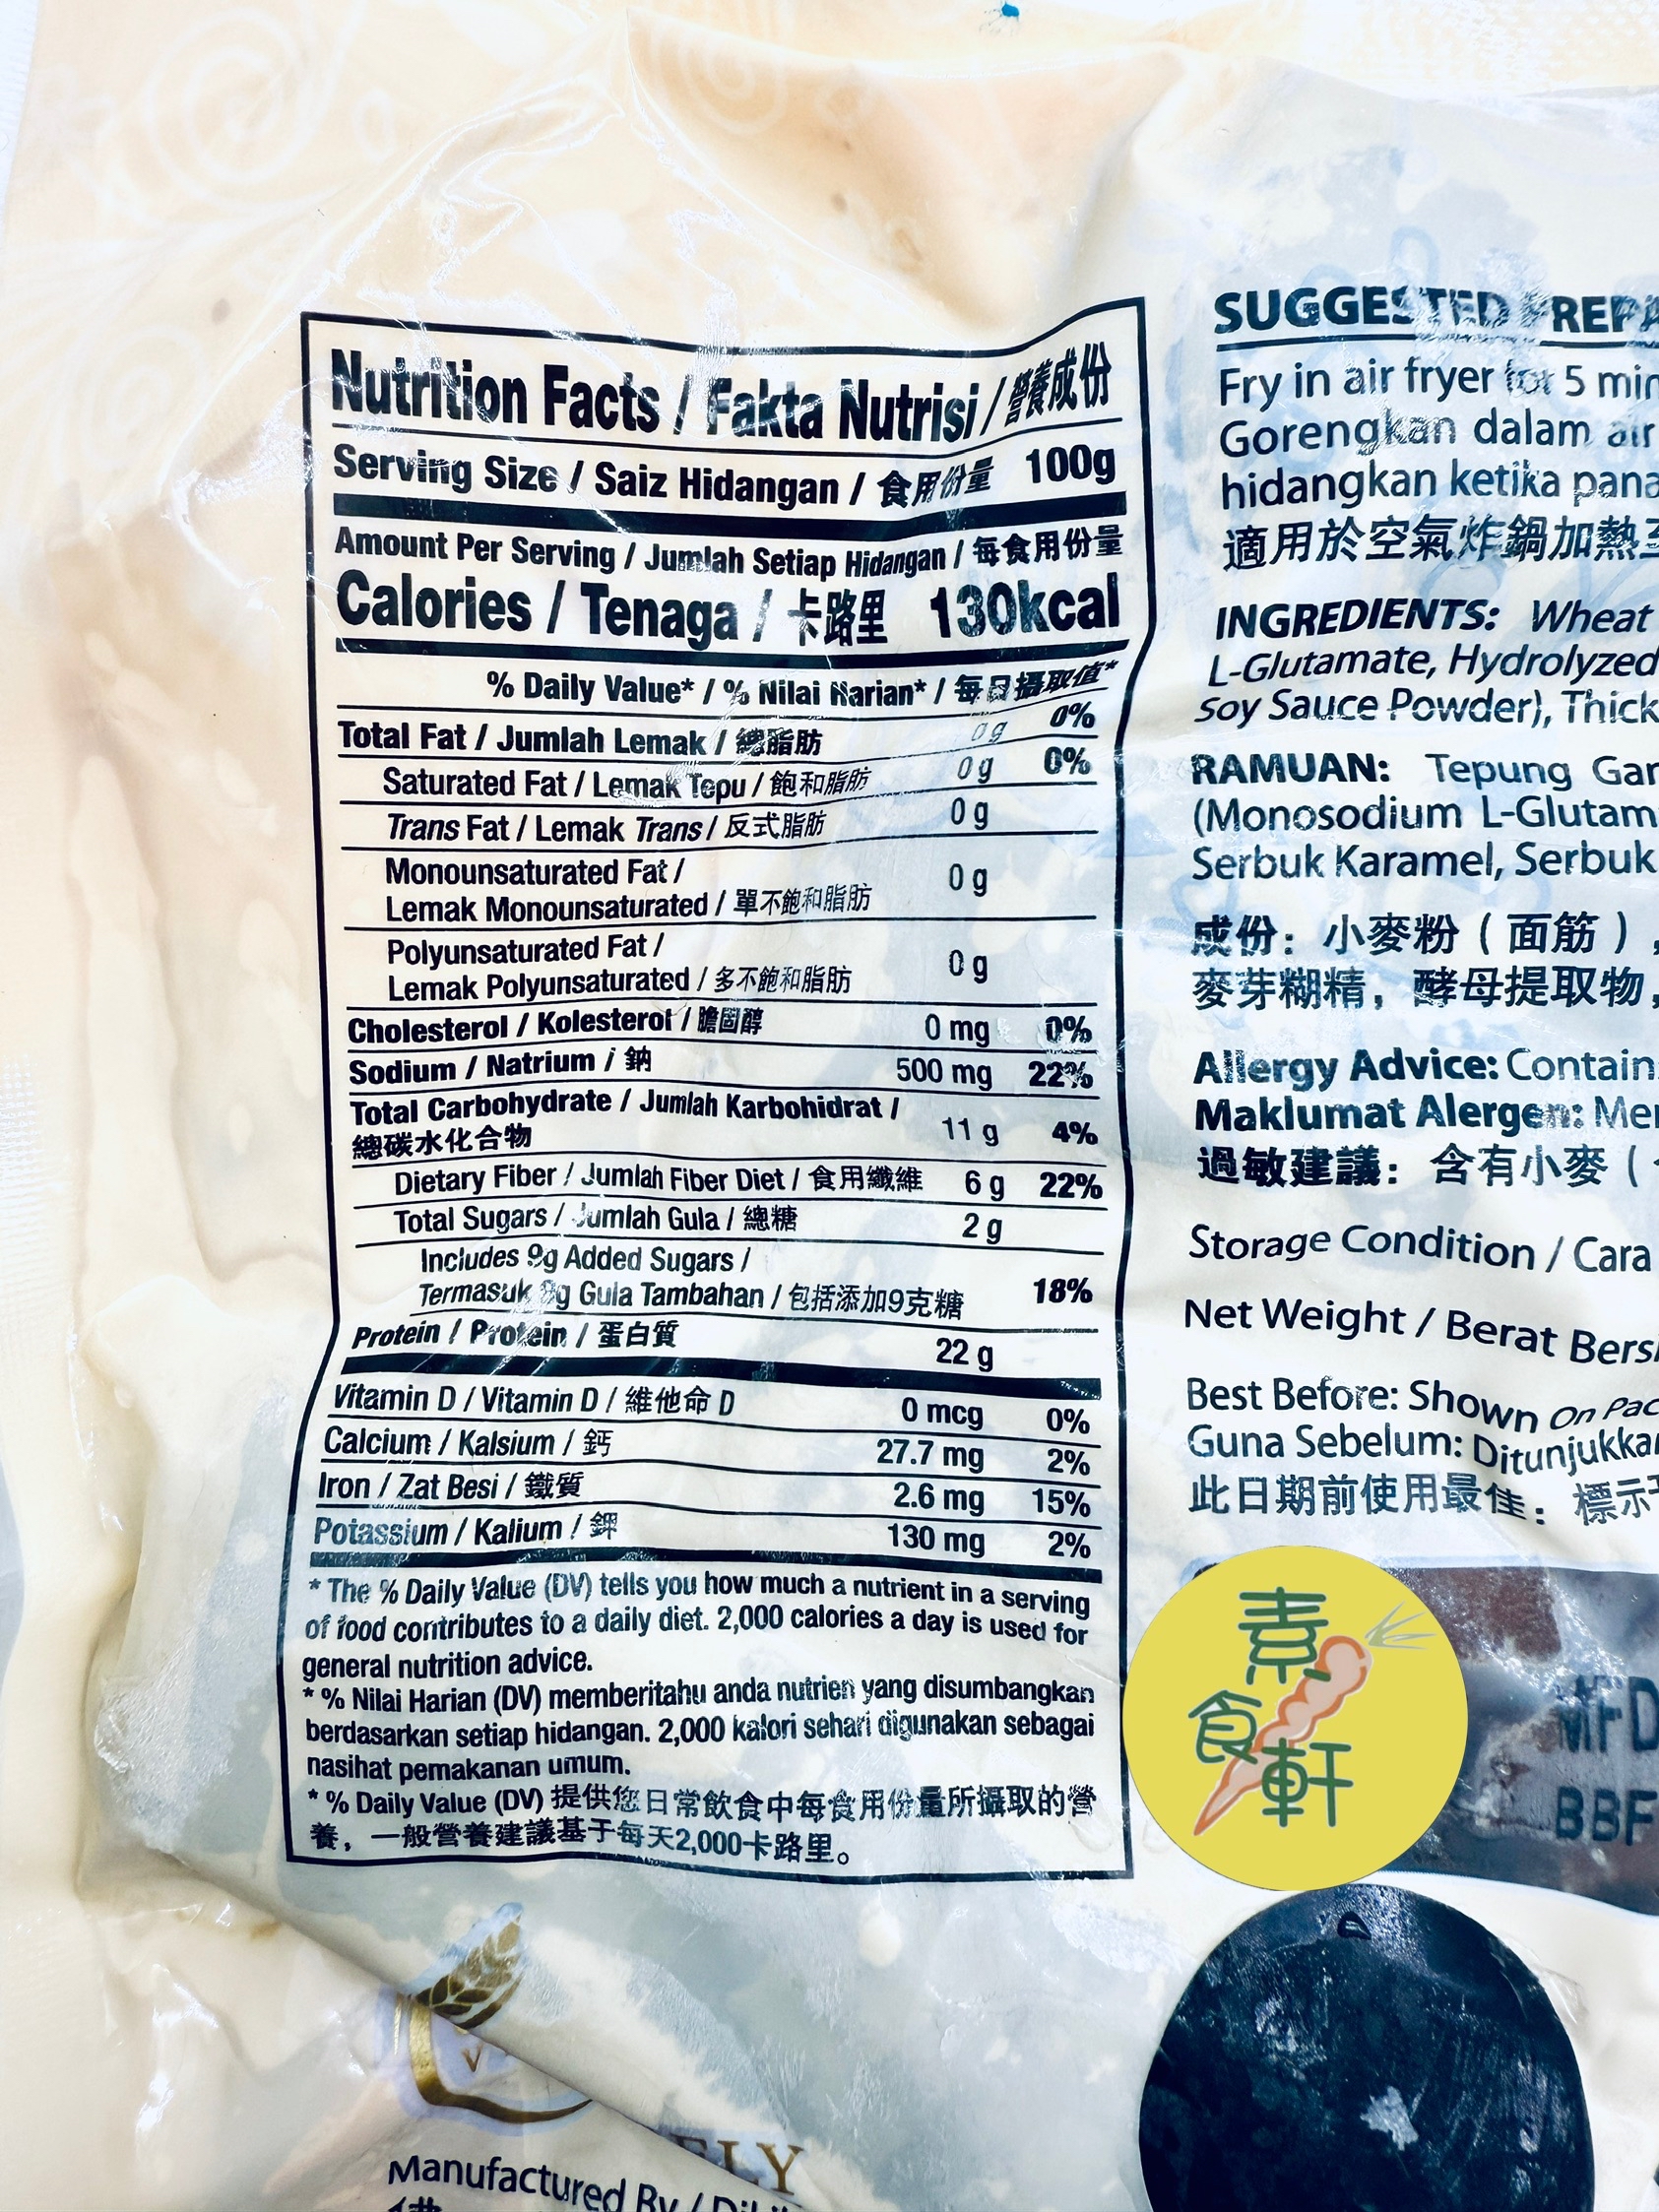 Nutrition Facts / Fakta Nutrisi / 營養成份
Serving Size / Saiz Hidangan / 食用份量 100g
Amount Per Serving / Jumlah Setiap Hidangan / 每食用份量
Calories / Tenaga / 卡路里 130kcal
% Daily Value* / % Nilai Harian* / 每日攝取值*
Total Fat / Jumlah Lemak / 總脂肪 0 g 0%
Saturated Fat / Lemak Tepu / 飽和脂肪 0 g 0%
Trans Fat / Lemak Trans / 反式脂肪 0 g
Monounsaturated Fat /
Lemak Monounsaturated / 單不飽和脂肪 0 g
Polyunsaturated Fat /
Lemak Polyunsaturated / 多不飽和脂肪 0 g
Cholesterol / Kolesterol / 膽固醇 0 mg 0%
Sodium / Natrium / 鈉 500 mg 22%
Total Carbohydrate / Jumlah Karbohidrat /
總碳水化合物 11 g 4%
Dietary Fiber / Jumlah Fiber Diet / 食用纖維 6 g 22%
Total Sugars / Jumlah Gula / 總糖 2 g
Includes 9g Added Sugars /
Termasuk 9g Gula Tambahan / 包括添加9克糖 18%
Protein / Protein / 蛋白質 22 g
Vitamin D / Vitamin D / 維他命 D 0 mcg 0%
Calcium / Kalsium / 鈣 27.7 mg 2%
Iron / Zat Besi / 鐵質 2.6 mg 15%
Potassium / Kalium / 鉀 130 mg 2%
* The % Daily Value (DV) tells you how much a nutrient in a serving
of food contributes to a daily diet. 2,000 calories a day is used for
general nutrition advice.
* % Nilai Harian (DV) memberitahu anda nutrien yang disumbangkan
berdasarkan setiap hidangan. 2,000 kalori sehari digunakan sebagai
nasihat pemakanan umum.
* % Daily Value (DV) 提供您日常飲食中每食用份量所攝取的營
養，一般營養建議基于每天2,000卡路里。
Manufactured By /
SUGGESTED PREPA
Fry in air fryer for 5 min
Gorengkan dalam air
hidangkan ketika pana
適用於空氣炸鍋加熱至
INGREDIENTS: Wheat
L-Glutamate, Hydrolyzed
Soy Sauce Powder), Thick
RAMUAN: Tepung Gan
(Monosodium L-Glutam
Serbuk Karamel, Serbuk
成份：小麥粉（面筋），
麥芽糊精，酵母提取物，
Allergy Advice: Contain
Maklumat Alergen: Men
過敏建議：含有小麥（
Storage Condition / Cara
Net Weight / Berat Bersi
Best Before: Shown On Pac
Guna Sebelum: Ditunjukkan
此日期前使用最佳：標示于
素
食
軒
MFD
BBF